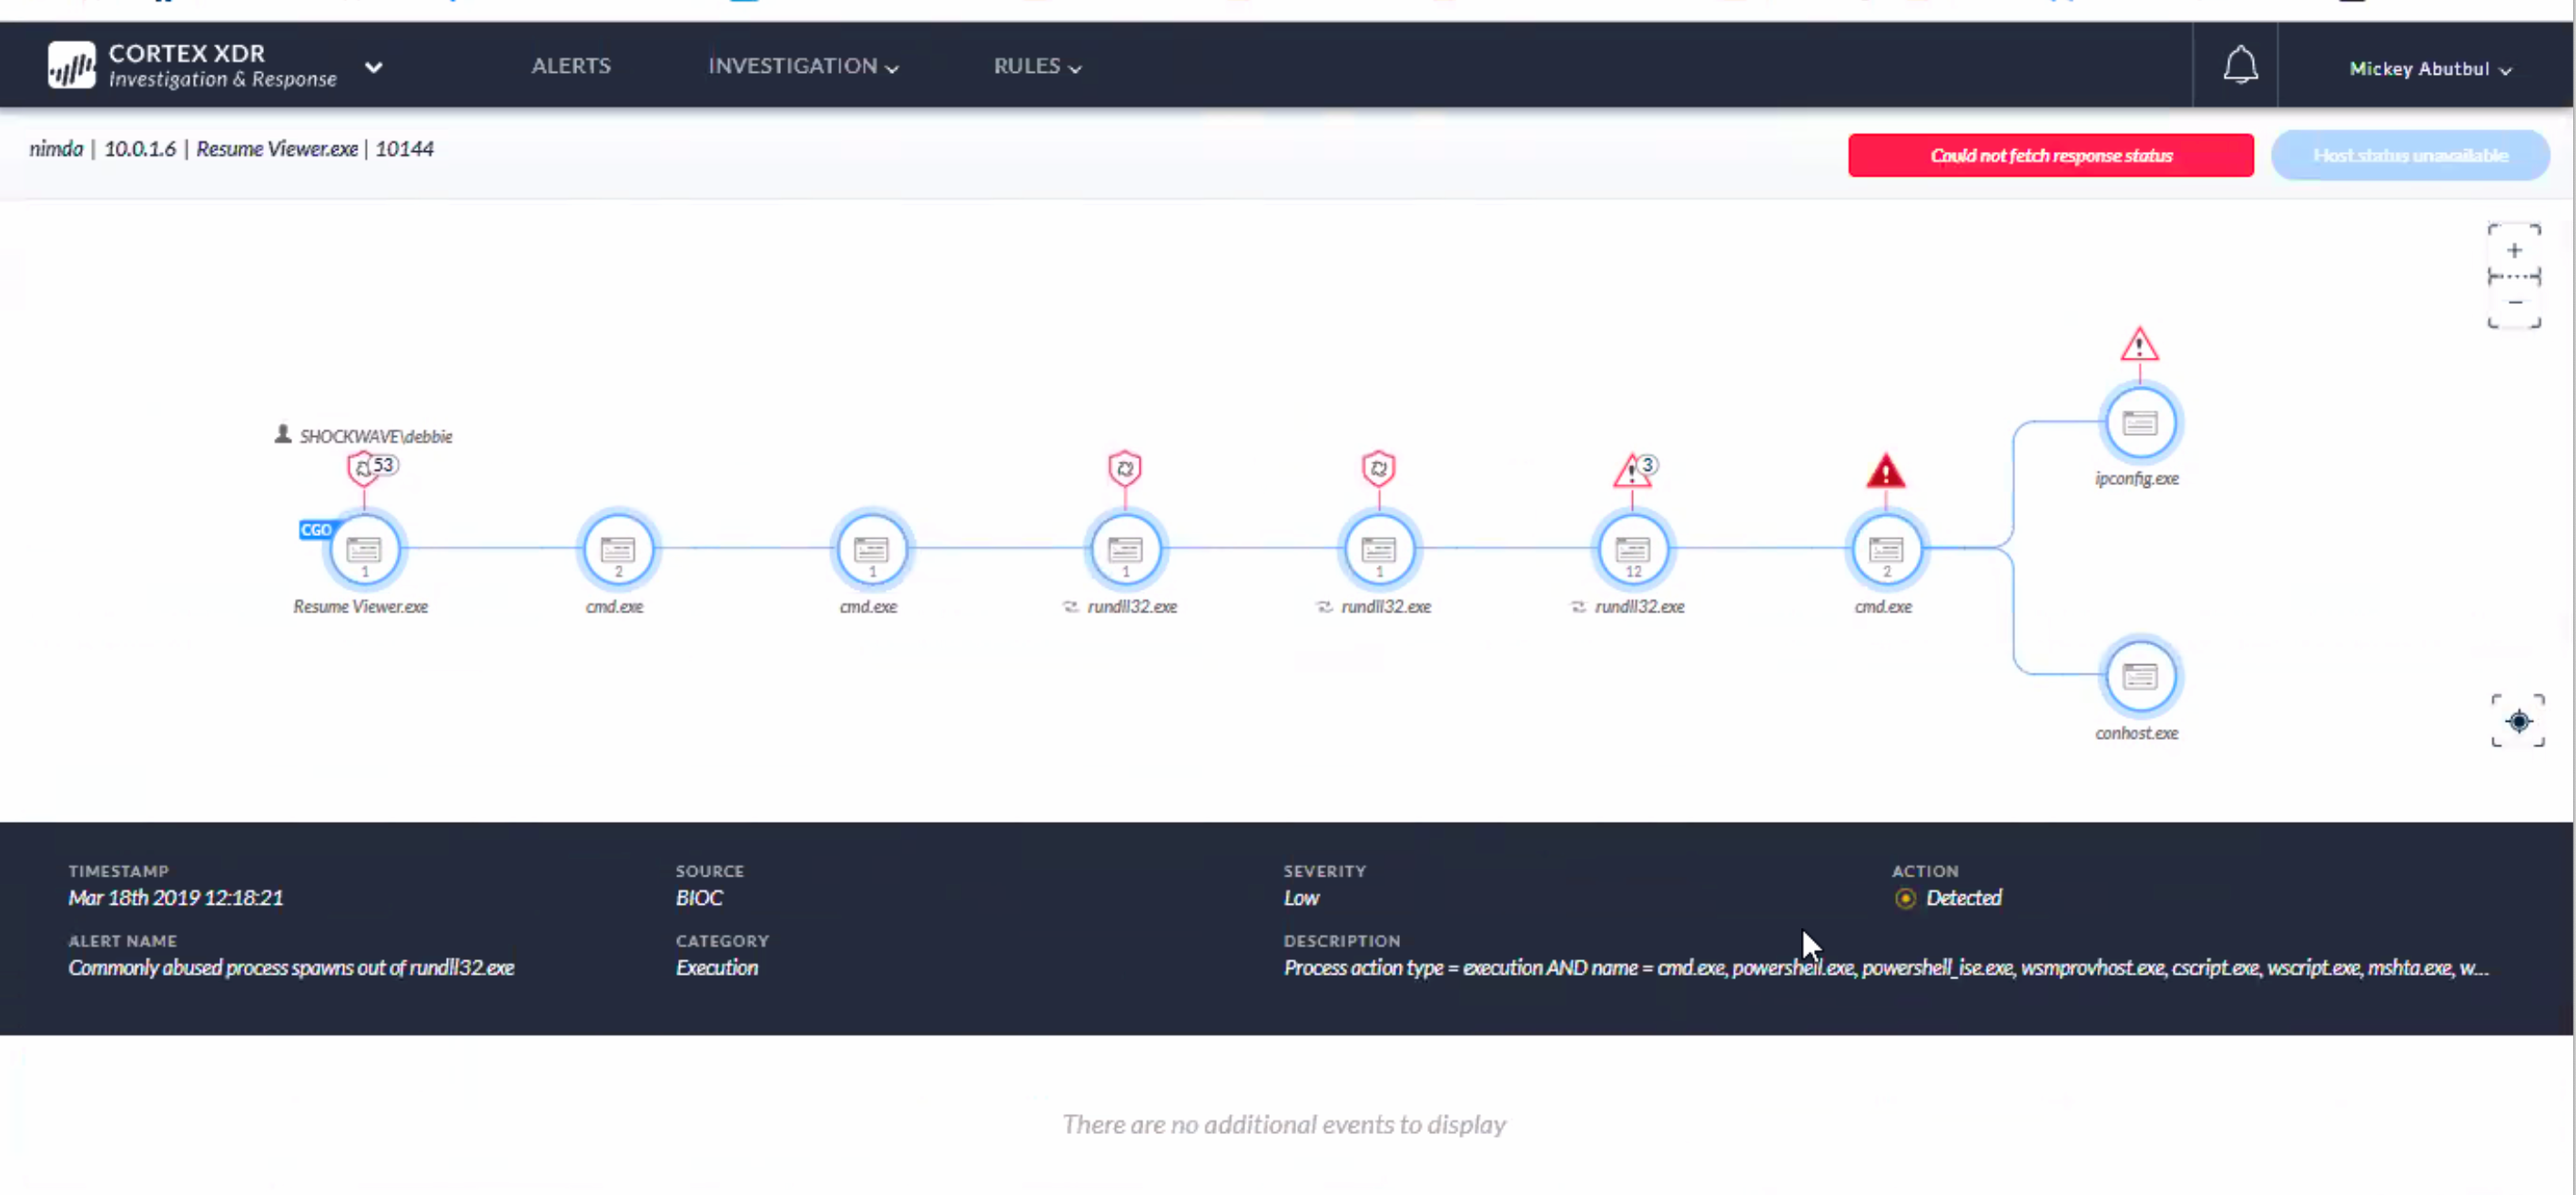 CORTEX XDR
Investigation & Response
ALERTS
INVESTIGATION
RULES
Mickey Abutbul
nimda | 10.0.1.6 | Resume Viewer.exe | 10144
Could not fetch response status
Host status unavailable
SHOCKWAVE\debbie
53
3
CGO
1
2
1
1
1
12
2
Resume Viewer.exe
cmd.exe
cmd.exe
rundll32.exe
rundll32.exe
rundll32.exe
cmd.exe
ipconfig.exe
conhost.exe
TIMESTAMP
Mar 18th 2019 12:18:21
SOURCE
BIOC
SEVERITY
Low
ACTION
Detected
ALERT NAME
Commonly abused process spawns out of rundll32.exe
CATEGORY
Execution
DESCRIPTION
Process action type = execution AND name = cmd.exe, powershell.exe, powershell_ise.exe, wsmprovhost.exe, cscript.exe, wscript.exe, mshta.exe, w...
There are no additional events to display